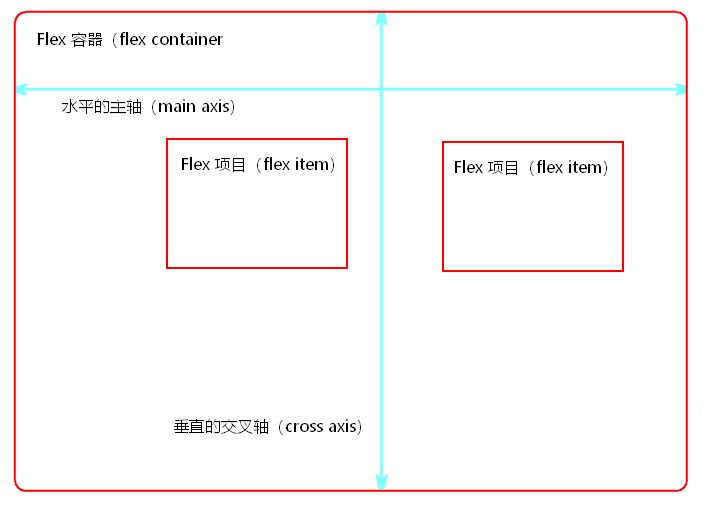 Flex 容器（flex container
水平的主轴（main axis）
Flex 项目（flex item）
Flex 项目（flex item）
垂直的交叉轴（cross axis）